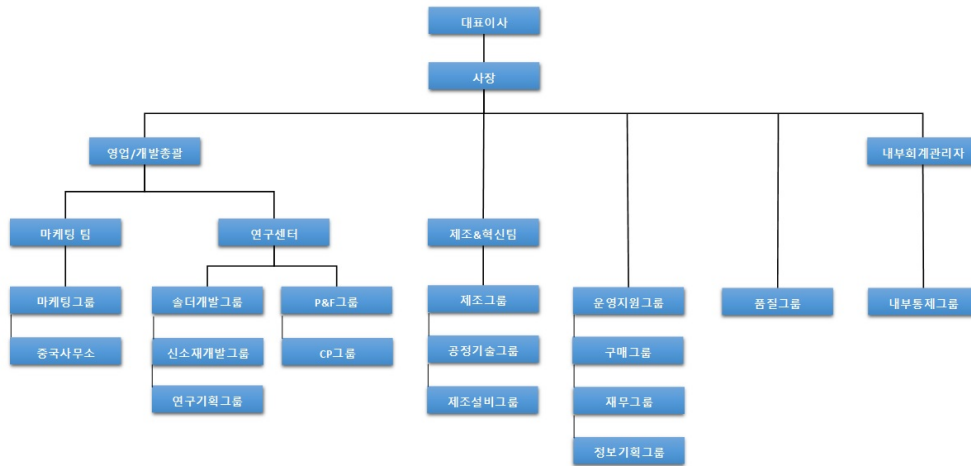 대표이사
사장
영업/개발총괄
내부회계관리자
마케팅 팀
연구센터
제조&혁신팀
마케팅그룹
솔더개발그룹
P&F그룹
제조그룹
운영지원그룹
품질그룹
내부통제그룹
중국사무소
신소재개발그룹
CP그룹
공정기술그룹
구매그룹
연구기획그룹
제조설비그룹
재무그룹
정보기획그룹